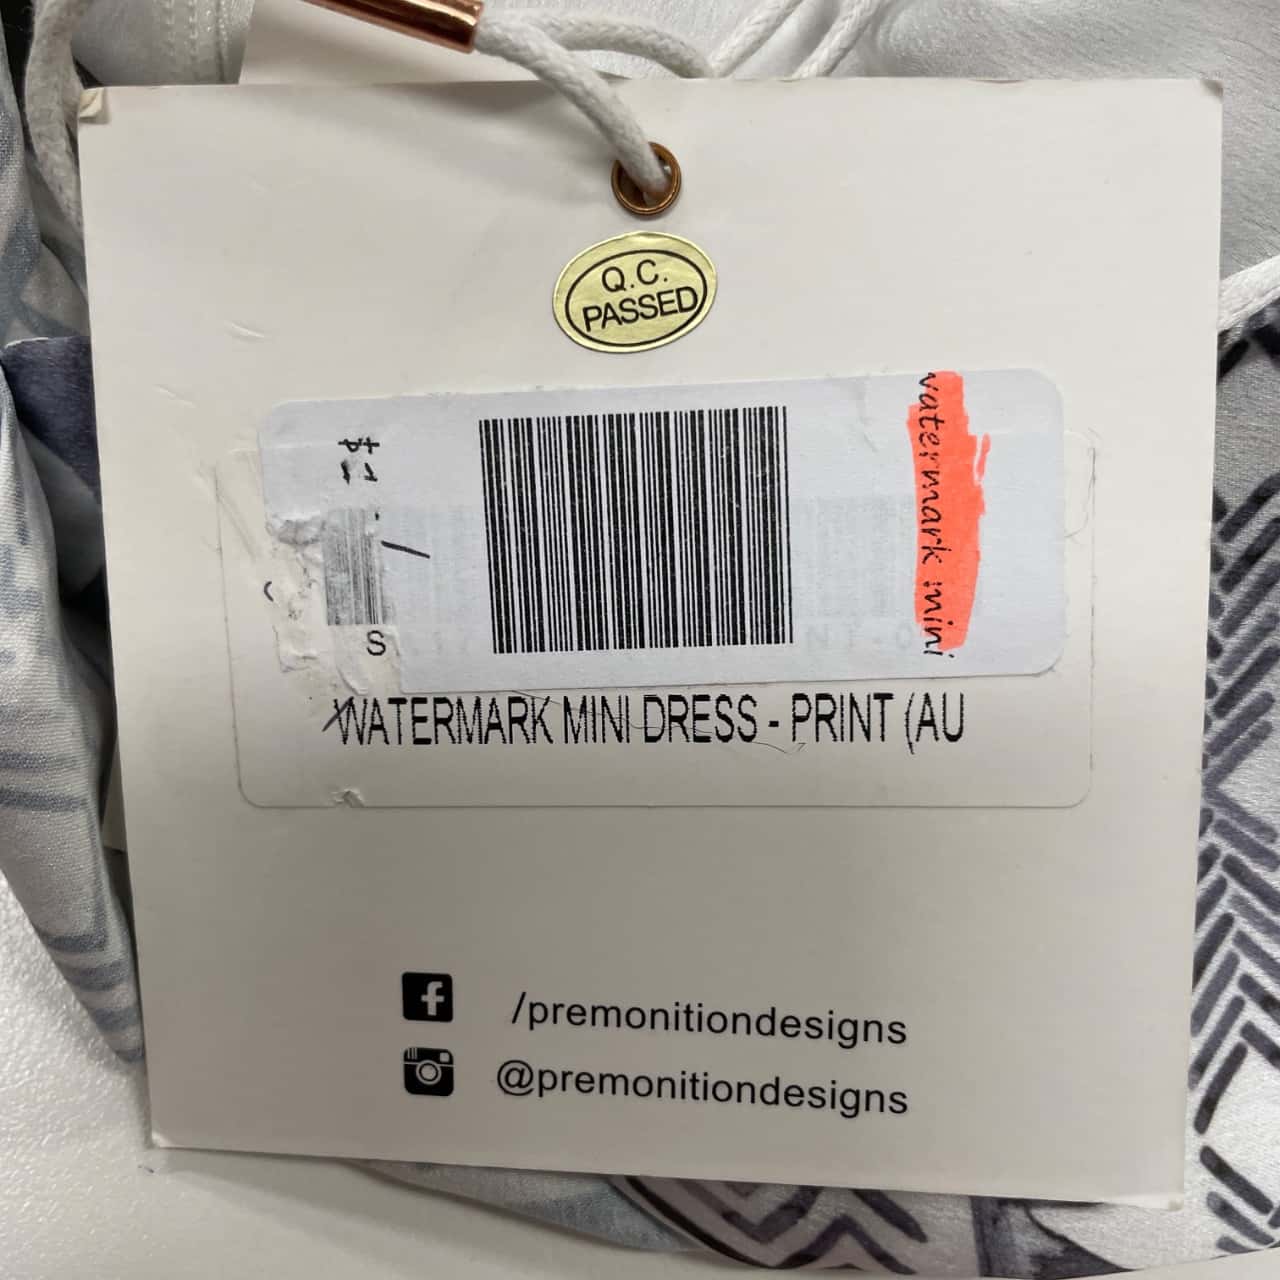 Q.C.
PASSED
watermark mini
S
WATERMARK MINI DRESS - PRINT (AU
/premonitiondesigns
@premonitiondesigns